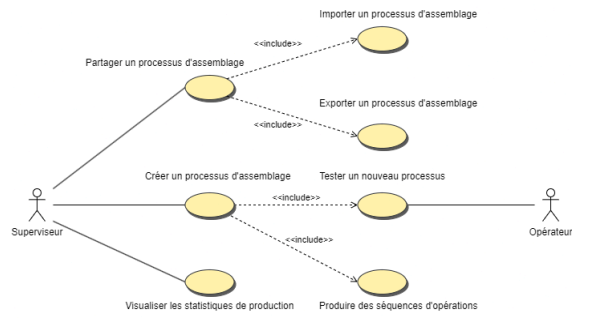 Importer un processus d'assemblage
<<include>>
Partager un processus d'assemblage
Exporter un processus d'assemblage
<<include>>
Créer un processus d'assemblage
Tester un nouveau processus
<<include>>
Superviseur
Opérateur
<<include>>
Visualiser les statistiques de production
Produire des séquences d'opérations